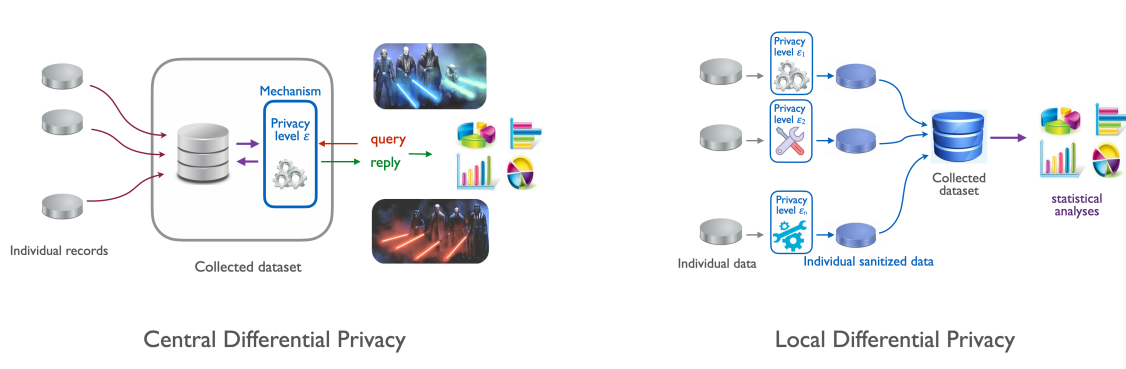 Mechanism
Privacy
level ε
query
reply
Individual records
Collected dataset
Central Differential Privacy
Privacy
level ε1
Privacy
level ε2
Privacy
level εn
Collected
dataset
statistical
analyses
Individual data
Individual sanitized data
Local Differential Privacy